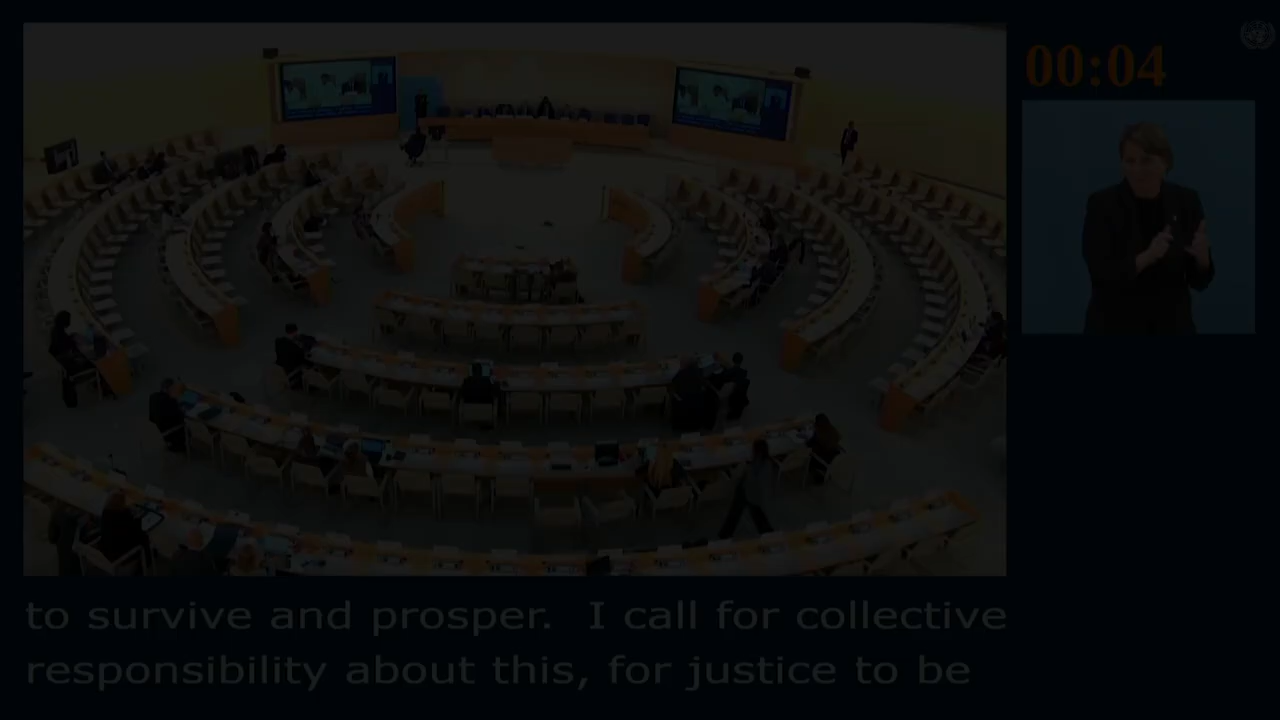 00:04
to survive and prosper.  I call for collective
responsibility about this, for justice to be